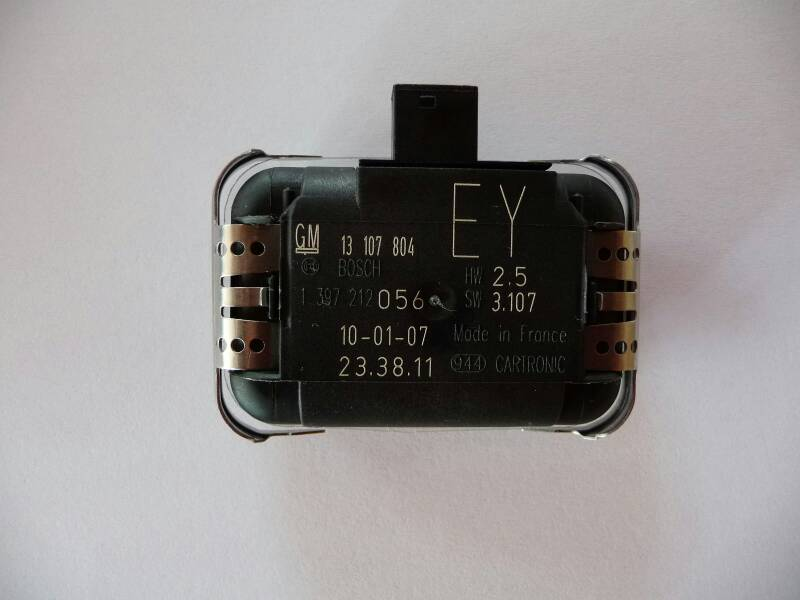 EY
GM 13 107 804
BOSCH HW 2.5
1 397 212 056 SW 3.107
10-01-07 Made in France
23.38.11 944 CARTRONIC